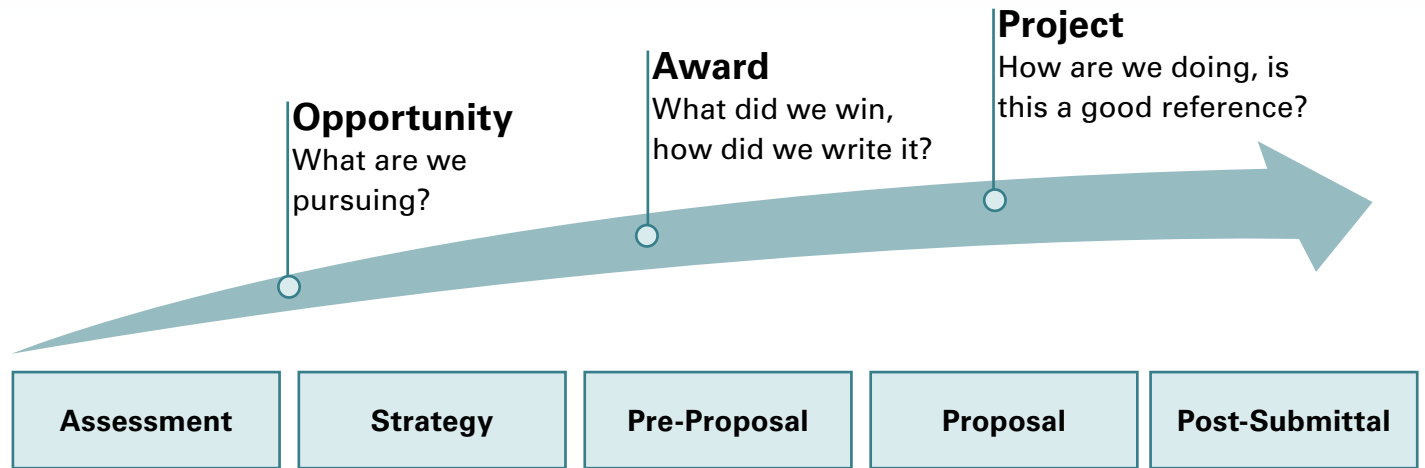 Opportunity
What are we
pursuing?
Award
What did we win,
how did we write it?
Project
How are we doing, is
this a good reference?
Assessment
Strategy
Pre-Proposal
Proposal
Post-Submittal